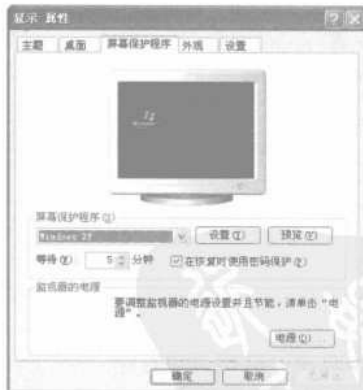 显示 属性
主题 桌面 屏幕保护程序 外观 设置
屏幕保护程序(S)
Windows XP 设置(T) 预览(V)
等待(W) 5 分钟 在恢复时使用密码保护(P)
监视器的电源
要调整监视器的电源设置并且节能，请单击“电
源”。
电源(O)
确定 取消